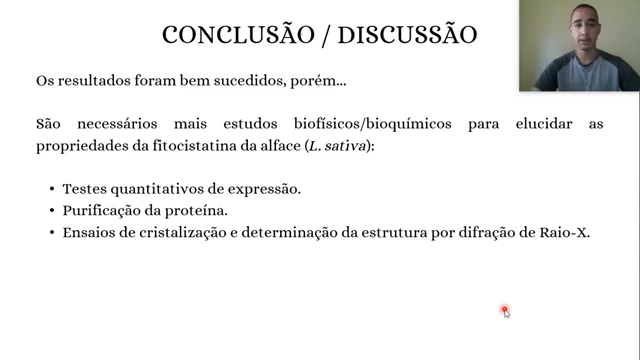 CONCLUSÃO / DISCUSSÃO
Os resultados foram bem sucedidos, porém...
São necessários mais estudos biofísicos/bioquímicos para elucidar as
propriedades da fitocistatina da alface (L. sativa):
• Testes quantitativos de expressão.
• Purificação da proteína.
• Ensaios de cristalização e determinação da estrutura por difração de Raio-X.